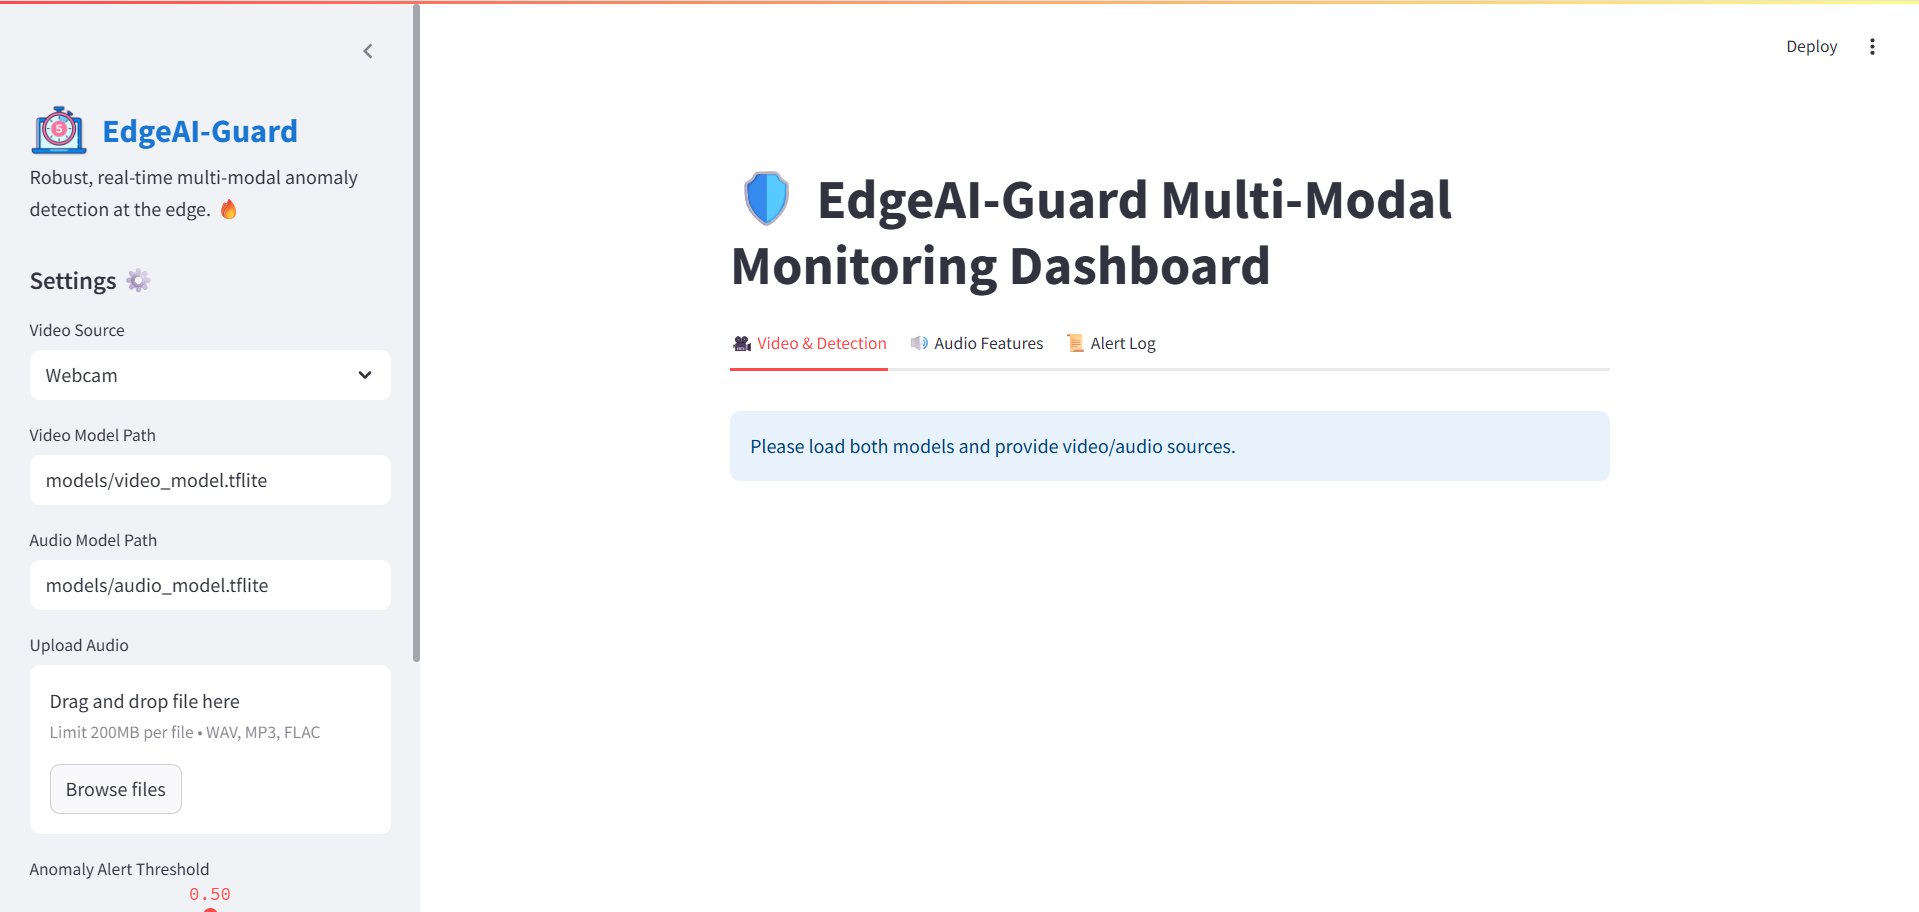 Deploy
EdgeAI-Guard
Robust, real-time multi-modal anomaly
detection at the edge. 🔥
Settings ⚙️
Video Source
Webcam
Video Model Path
models/video_model.tflite
Audio Model Path
models/audio_model.tflite
Upload Audio
Drag and drop file here
Limit 200MB per file • WAV, MP3, FLAC
Browse files
Anomaly Alert Threshold
0.50
🛡️ EdgeAI-Guard Multi-Modal
Monitoring Dashboard
🎥 Video & Detection 🔊 Audio Features 📜 Alert Log
Please load both models and provide video/audio sources.